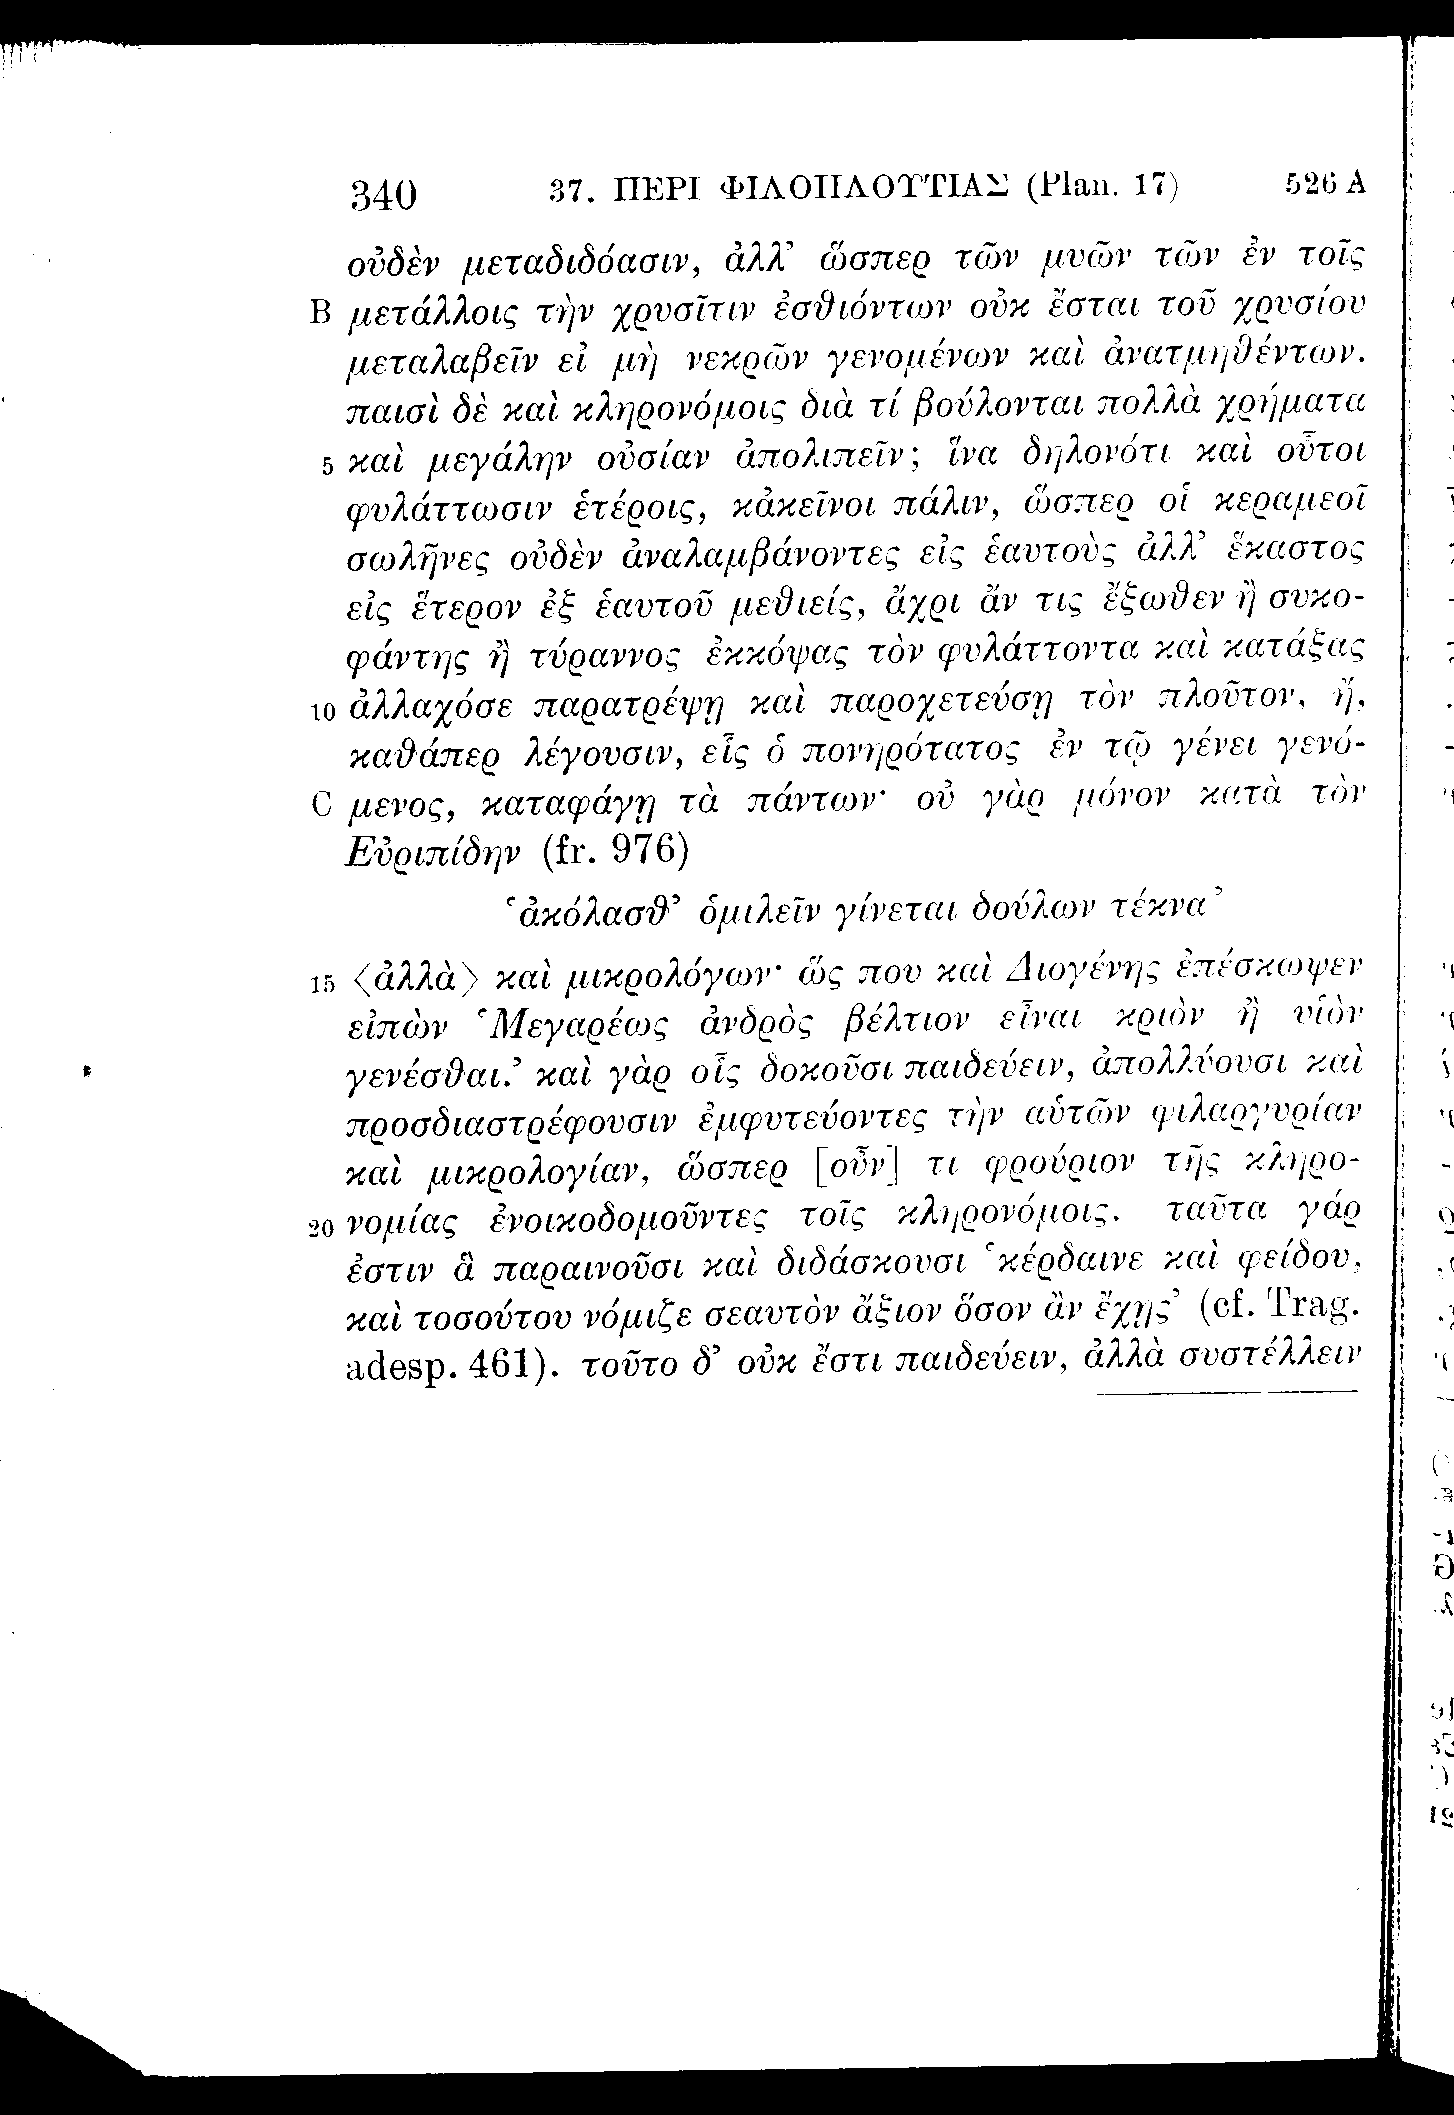 340 37. ΠΕΡΙ ΦΙΛΟΠΛΟΥΤΙΑΣ (Plan. 17) 526 A
οὐδὲν μεταδιδόασιν, ἀλλ’ ὥσπερ τῶν μυῶν τῶν ἐν τοῖς
B μετάλλοις τὴν χρυσῖτιν ἐσθιόντων οὐκ ἔσται τοῦ χρυσίου
μεταλαβεῖν εἰ μὴ νεκρῶν γενομένων καὶ ἀνατμηθέντων.
παισὶ δὲ καὶ κληρονόμοις διὰ τί βούλονται πολλὰ χρήματα
5 καὶ μεγάλην οὐσίαν ἀπολιπεῖν; ἵνα δηλονότι καὶ οὗτοι
φυλάττωσιν ἑτέροις, κἀκεῖνοι πάλιν, ὥσπερ οἱ κεραμεοῖ
σωλῆνες οὐδὲν ἀναλαμβάνοντες εἰς ἑαυτοὺς ἀλλ’ ἕκαστος
εἰς ἕτερον ἐξ ἑαυτοῦ μεθιείς, ἄχρι ἄν τις ἔξωθεν ἢ συκο-
φάντης ἢ τύραννος ἐκκόψας τὸν φυλάττοντα καὶ κατάξας
10 ἀλλαχόσε παρατρέψῃ καὶ παροχετεύσῃ τὸν πλοῦτον, ἤ,
καθάπερ λέγουσιν, εἷς ὁ πονηρότατος ἐν τῷ γένει γενό-
C μενος, καταφάγῃ τὰ πάντων· οὐ γὰρ μόνον κατὰ τὸν
Εὐριπίδην (fr. 976)
‘ἀκόλασθ’ ὁμιλεῖν γίνεται δούλων τέκνα’
15 〈ἀλλὰ〉 καὶ μικρολόγων· ὥς που καὶ Διογένης ἐπέσκωψεν
εἰπὼν ‘Μεγαρέως ἀνδρὸς βέλτιον εἶναι κριὸν ἢ υἱὸν
γενέσθαι.’ καὶ γὰρ οἷς δοκοῦσι παιδεύειν, ἀπολλύουσι καὶ
προσδιαστρέφουσιν ἐμφυτεύοντες τὴν αὑτῶν φιλαργυρίαν
καὶ μικρολογίαν, ὥσπερ [οὖν] τι φρούριον τῆς κληρο-
20 νομίας ἐνοικοδομοῦντες τοῖς κληρονόμοις. ταῦτα γάρ
ἐστιν ἃ παραινοῦσι καὶ διδάσκουσι ‘κέρδαινε καὶ φείδου,
καὶ τοσούτου νόμιζε σεαυτὸν ἄξιον ὅσον ἂν ἔχῃς’ (cf. Trag.
adesp. 461). τοῦτο δ’ οὐκ ἔστι παιδεύειν, ἀλλὰ συστέλλειν